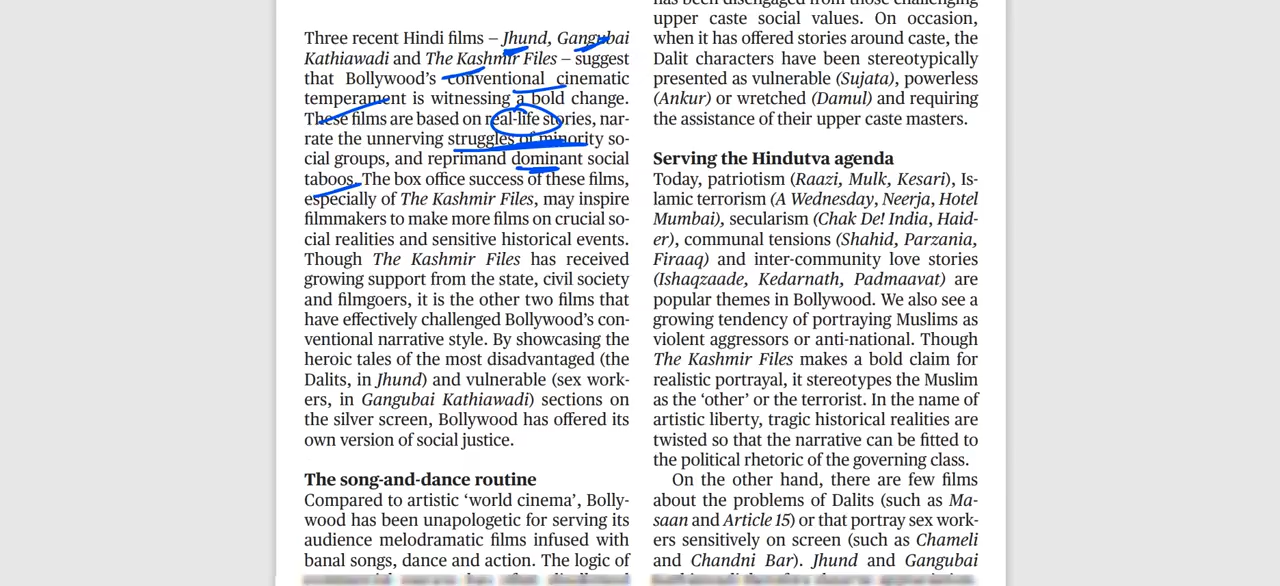 Three recent Hindi films – Jhund, Gangubai
Kathiawadi and The Kashmir Files – suggest
that Bollywood's conventional cinematic
temperament is witnessing a bold change.
These films are based on real-life stories, nar-
rate the unnerving struggles of minority so-
cial groups, and reprimand dominant social
taboos. The box office success of these films,
especially of The Kashmir Files, may inspire
filmmakers to make more films on crucial so-
cial realities and sensitive historical events.
Though The Kashmir Files has received
growing support from the state, civil society
and filmgoers, it is the other two films that
have effectively challenged Bollywood's con-
ventional narrative style. By showcasing the
heroic tales of the most disadvantaged (the
Dalits, in Jhund) and vulnerable (sex work-
ers, in Gangubai Kathiawadi) sections on
the silver screen, Bollywood has offered its
own version of social justice.
The song-and-dance routine
Compared to artistic 'world cinema', Bolly-
wood has been unapologetic for serving its
audience melodramatic films infused with
banal songs, dance and action. The logic of
has been disengaged from those challenging
upper caste social values. On occasion,
when it has offered stories around caste, the
Dalit characters have been stereotypically
presented as vulnerable (Sujata), powerless
(Ankur) or wretched (Damul) and requiring
the assistance of their upper caste masters.
Serving the Hindutva agenda
Today, patriotism (Raazi, Mulk, Kesari), Is-
lamic terrorism (A Wednesday, Neerja, Hotel
Mumbai), secularism (Chak De! India, Haid-
er), communal tensions (Shahid, Parzania,
Firaaq) and inter-community love stories
(Ishaqzaade, Kedarnath, Padmaavat) are
popular themes in Bollywood. We also see a
growing tendency of portraying Muslims as
violent aggressors or anti-national. Though
The Kashmir Files makes a bold claim for
realistic portrayal, it stereotypes the Muslim
as the 'other' or the terrorist. In the name of
artistic liberty, tragic historical realities are
twisted so that the narrative can be fitted to
the political rhetoric of the governing class.
On the other hand, there are few films
about the problems of Dalits (such as Ma-
saan and Article 15) or that portray sex work-
ers sensitively on screen (such as Chameli
and Chandni Bar). Jhund and Gangubai